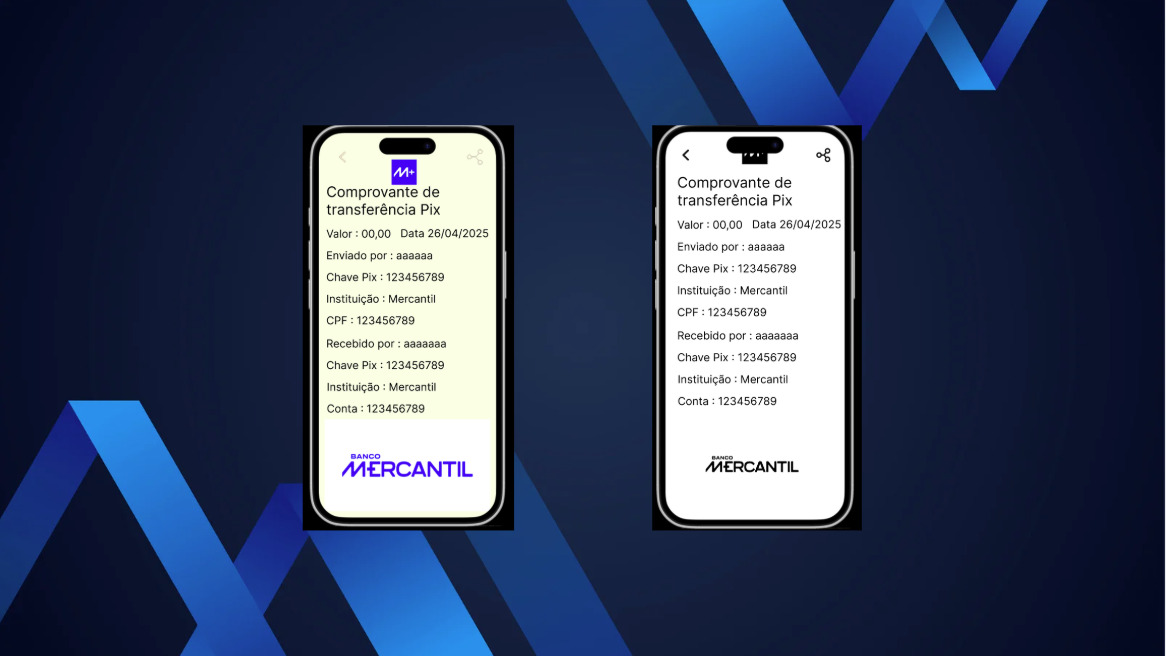 M+
Comprovante de
transferência Pix
Valor : 00,00 Data 26/04/2025
Enviado por : aaaaaa
Chave Pix : 123456789
Instituição : Mercantil
CPF : 123456789
Recebido por : aaaaaaa
Chave Pix : 123456789
Instituição : Mercantil
Conta : 123456789
BANCO
MERCANTIL
Comprovante de
transferência Pix
Valor : 00,00 Data 26/04/2025
Enviado por : aaaaaa
Chave Pix : 123456789
Instituição : Mercantil
CPF : 123456789
Recebido por : aaaaaaa
Chave Pix : 123456789
Instituição : Mercantil
Conta : 123456789
BANCO
MERCANTIL